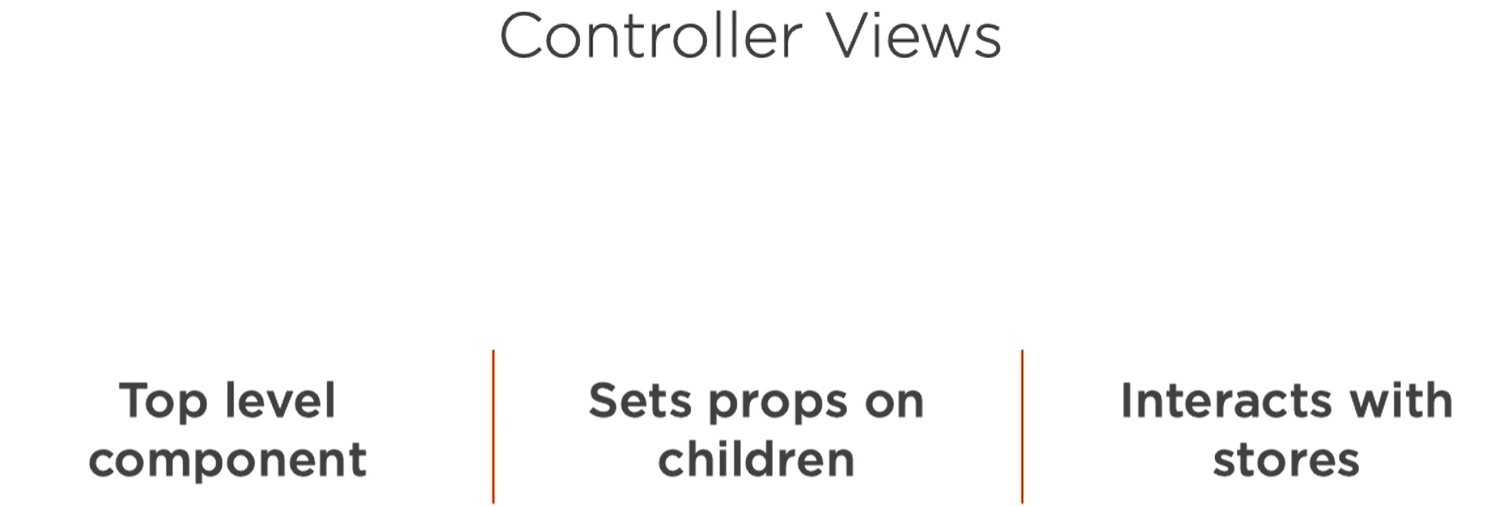 Controller Views
Top level
component
Sets props on
children
Interacts with
stores